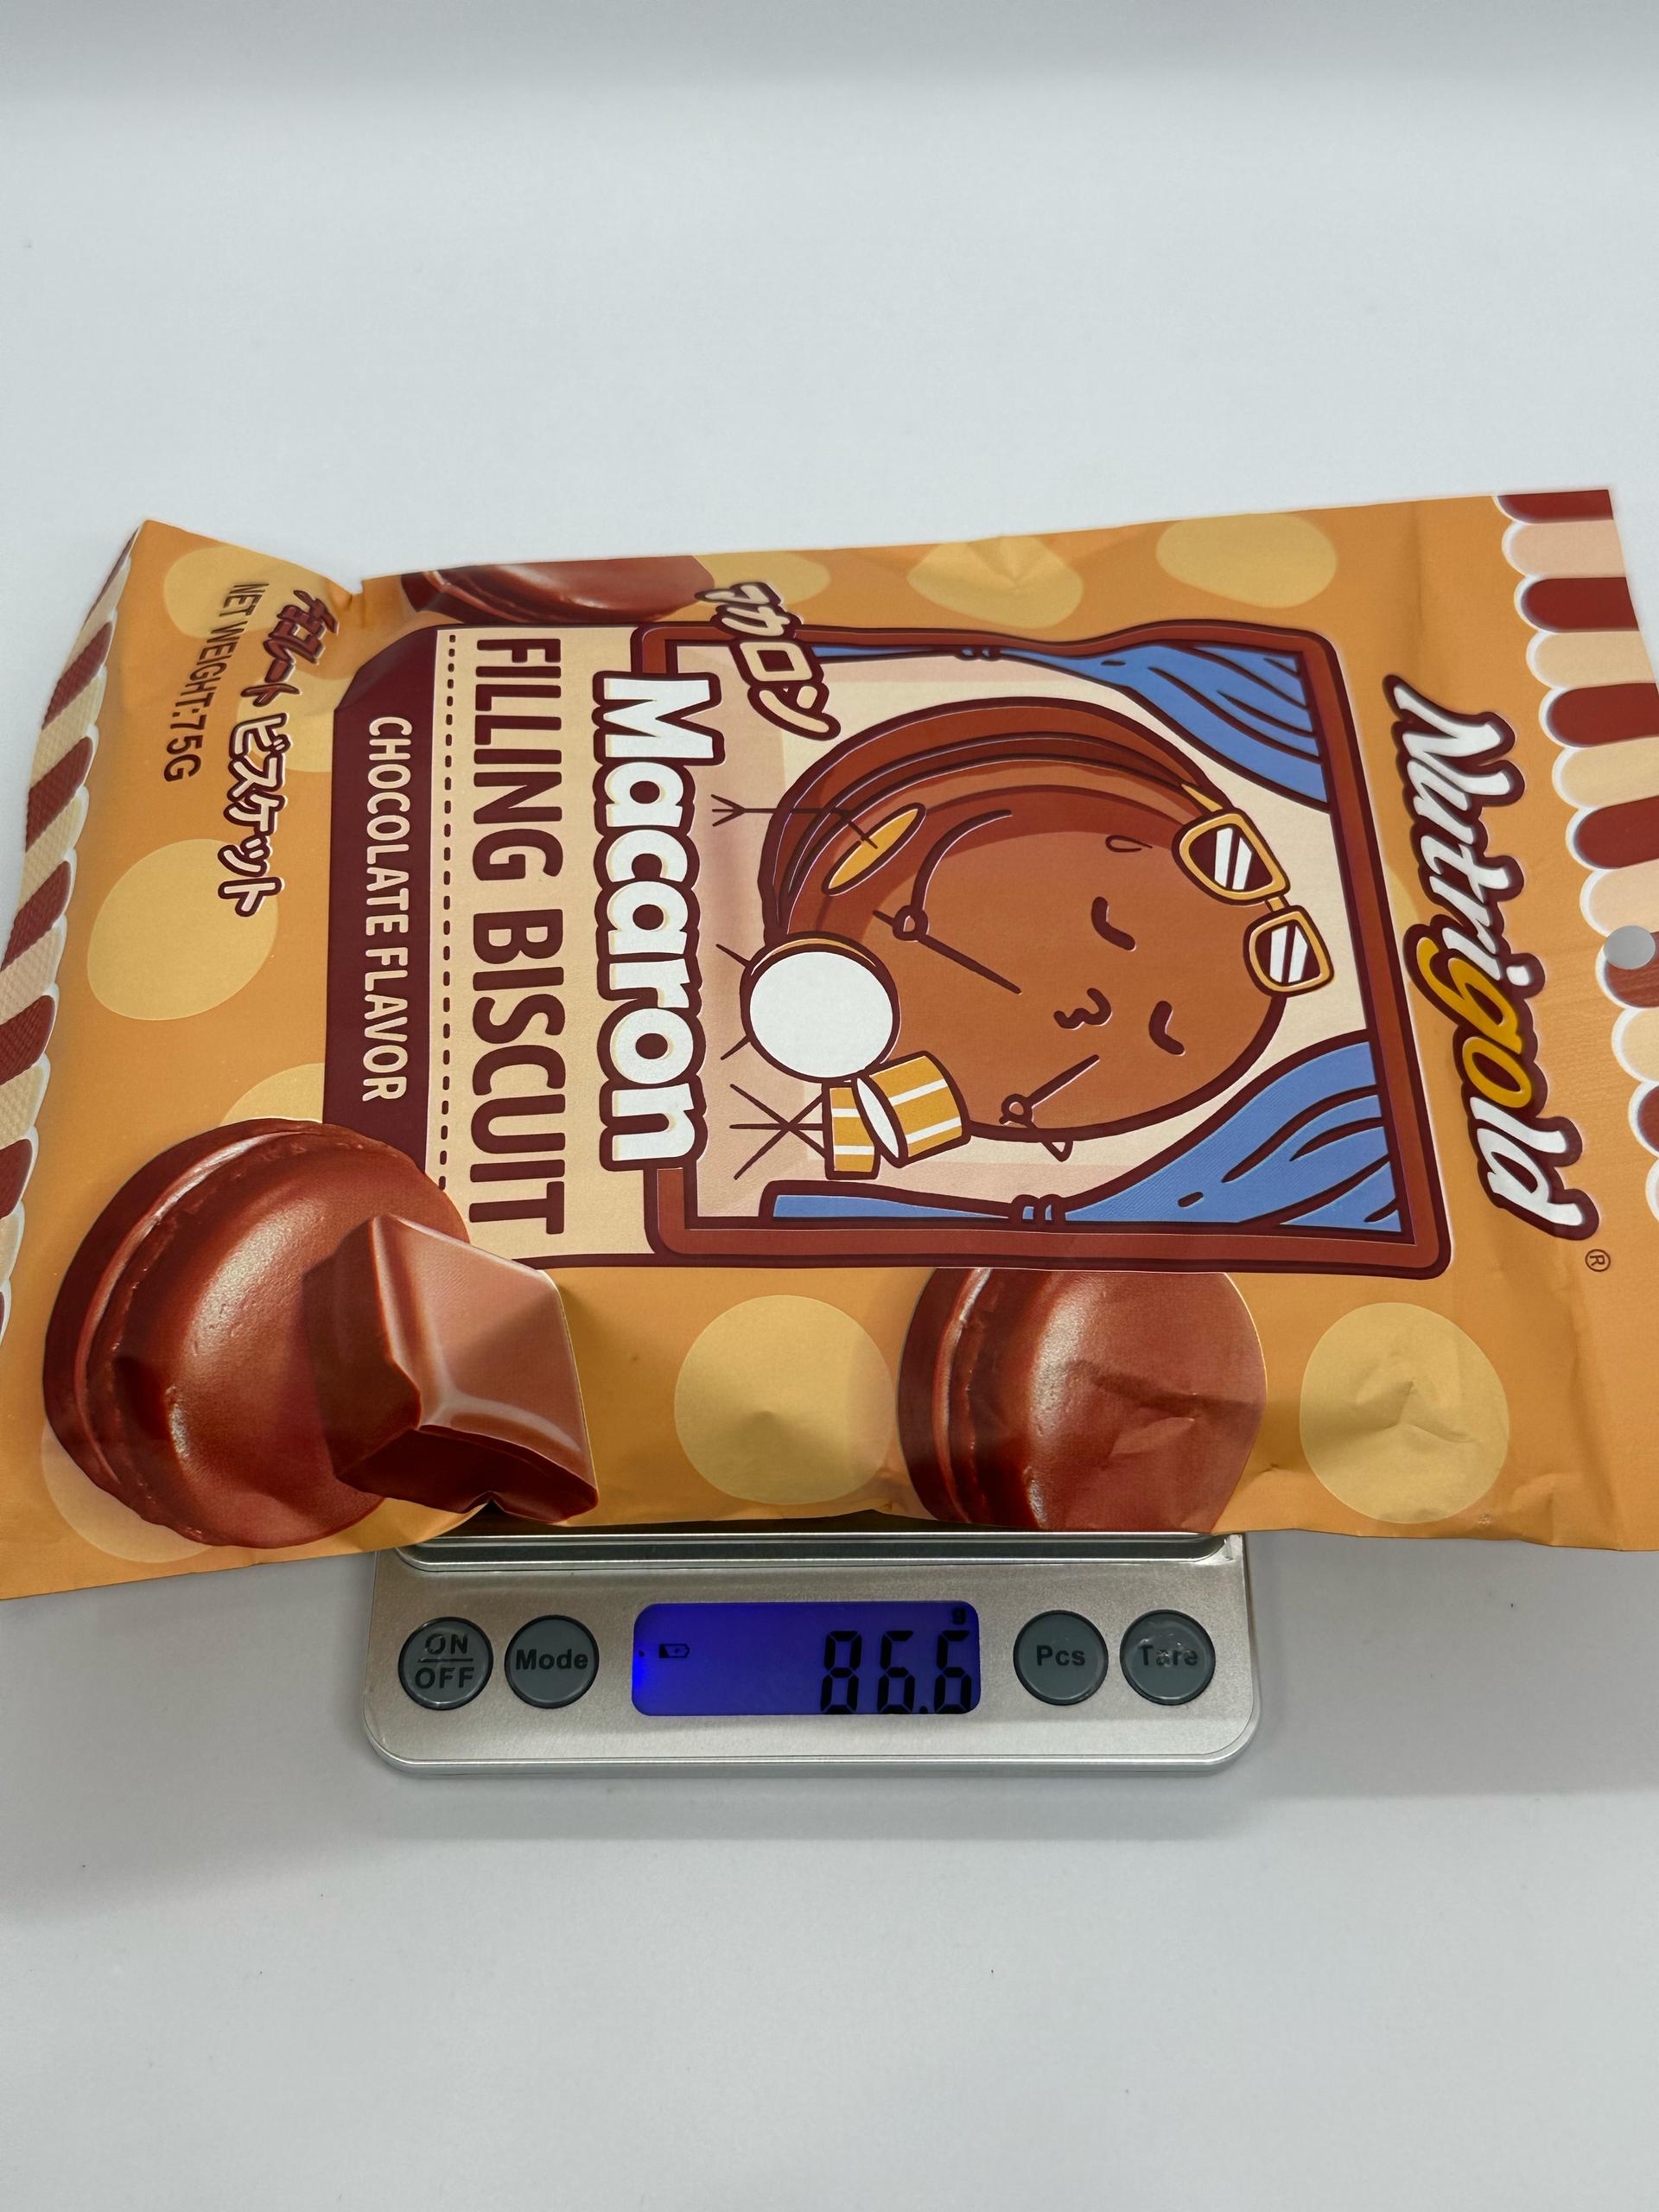 Nutrigold®
マカロン
Macaron
FILLING BISCUIT
CHOCOLATE FLAVOR
チョコレート ビスケット
NET WEIGHT:75G
ON
OFF
Mode
g
86.6
Pcs
Tare